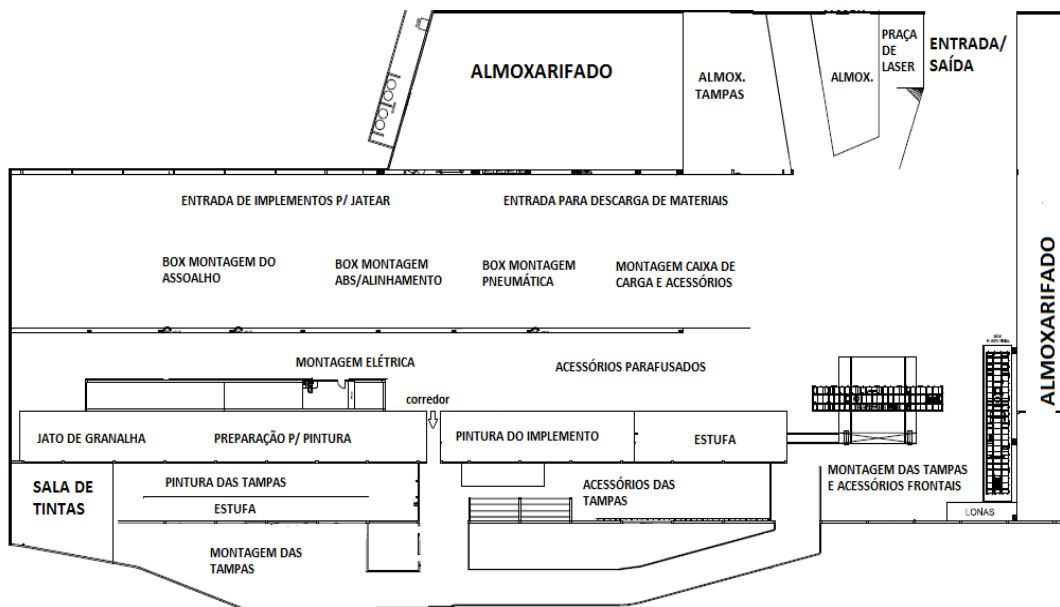 ALMOXARIFADO
ALMOX.
TAMPAS
ALMOX.
PRAÇA
DE
LASER
ENTRADA/
SAÍDA
ENTRADA DE IMPLEMENTOS P/ JATEAR
ENTRADA PARA DESCARGA DE MATERIAIS
BOX MONTAGEM DO
ASSOALHO
BOX MONTAGEM
ABS/ALINHAMENTO
BOX MONTAGEM
PNEUMÁTICA
MONTAGEM CAIXA DE
CARGA E ACESSÓRIOS
ALMOXARIFADO
MONTAGEM ELÉTRICA
ACESSÓRIOS PARAFUSADOS
corredor
JATO DE GRANALHA
PREPARAÇÃO P/ PINTURA
PINTURA DO IMPLEMENTO
ESTUFA
SALA DE
TINTAS
PINTURA DAS TAMPAS
ESTUFA
ACESSÓRIOS DAS
TAMPAS
MONTAGEM DAS TAMPAS
E ACESSÓRIOS FRONTAIS
LONAS
MONTAGEM DAS
TAMPAS